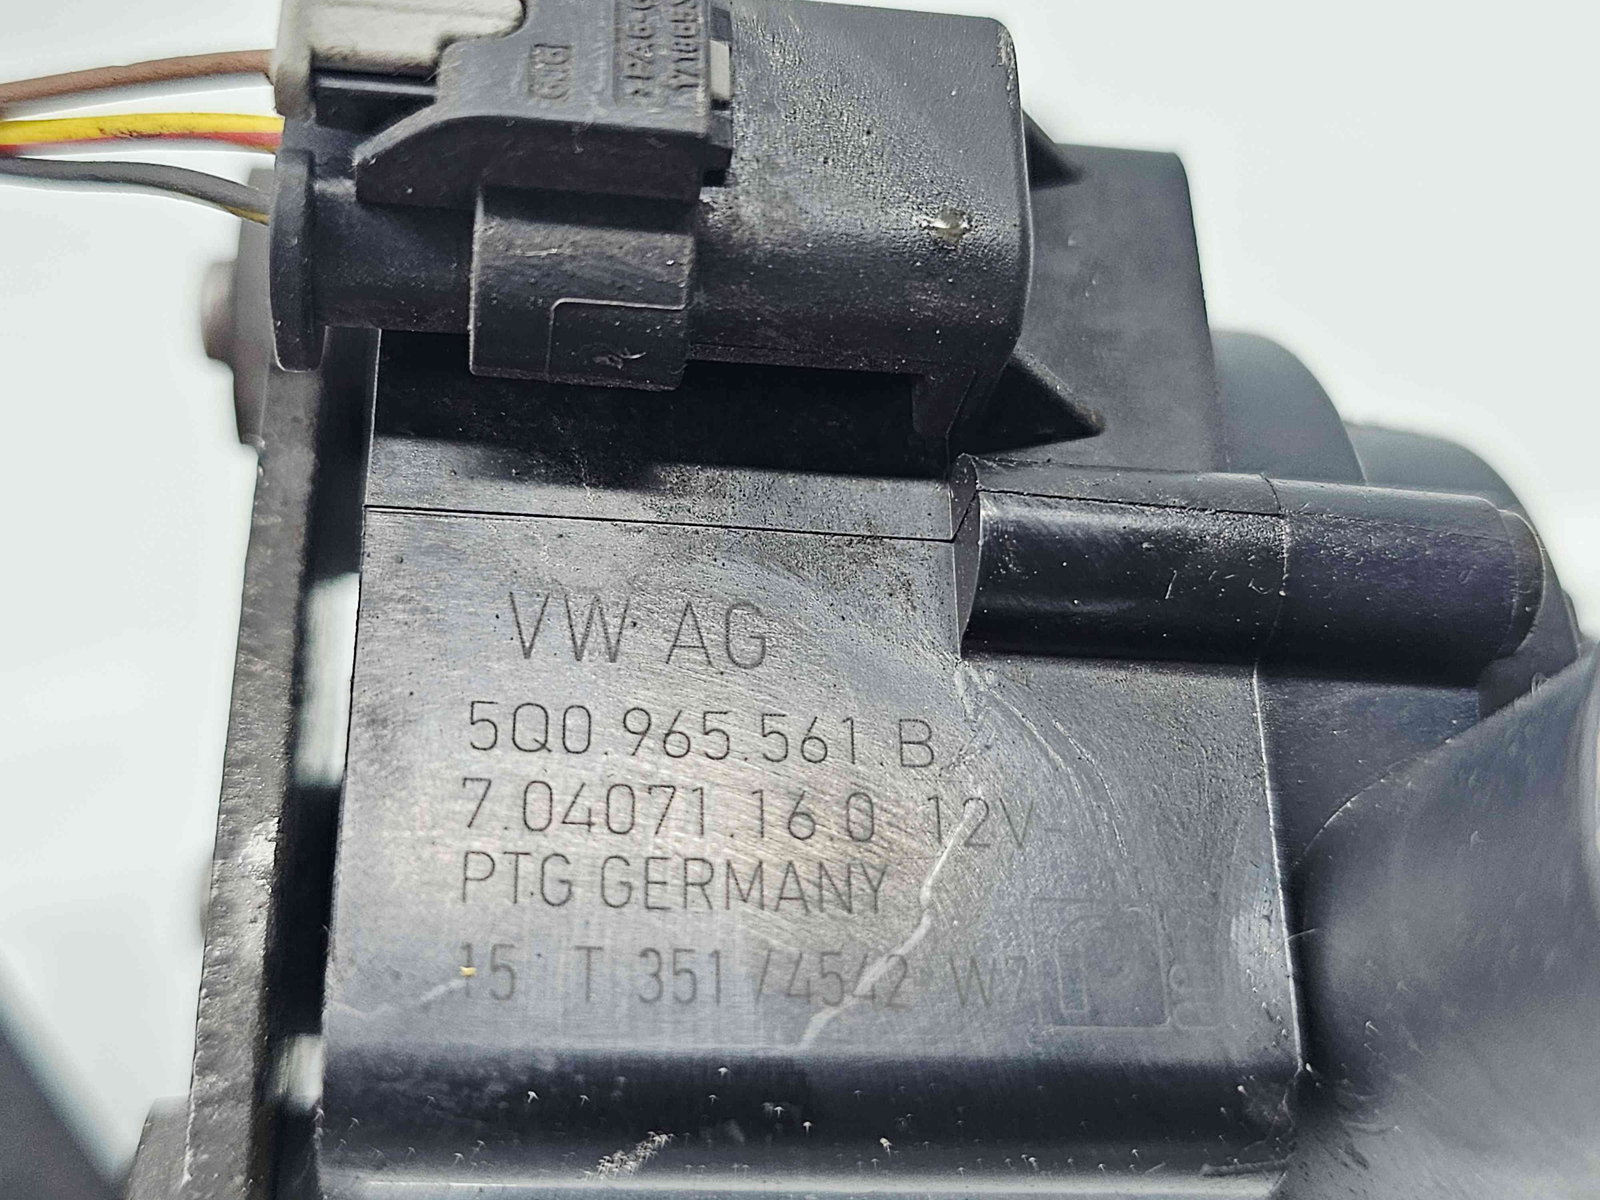 VW AG
5Q0.965.561.B
7.04071.16.0 12V
PTG GERMANY
15 T 351 /4542 W7